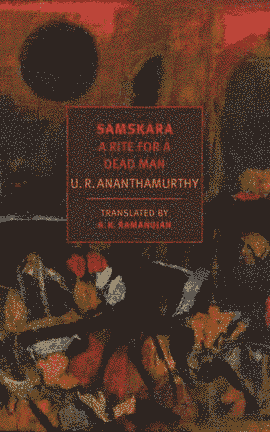 SAMSKARA
A RITE FOR A
DEAD MAN
U. R. ANANTHAMURTHY
TRANSLATED BY
A. K. RAMANUJAN